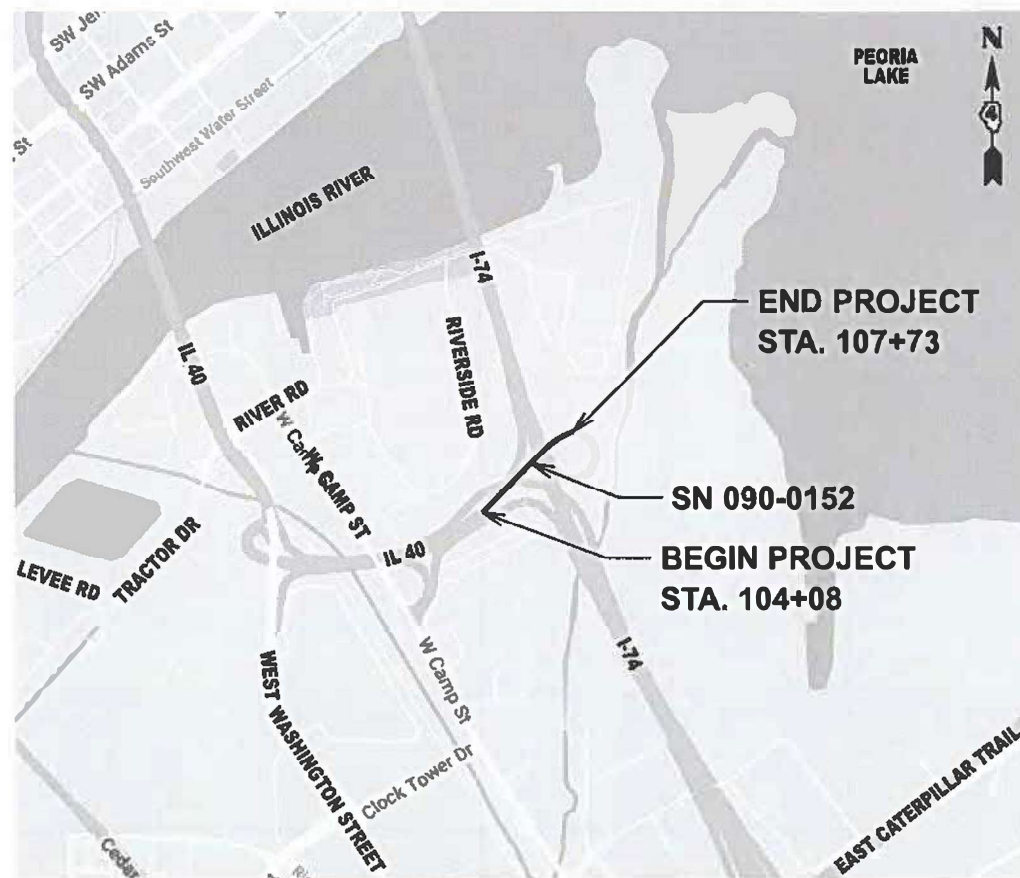 SW Adams St
Southwest Water Street
St
PEORIA
LAKE
N
4
ILLINOIS RIVER
I-74
END PROJECT
STA. 107+73
RIVERSIDE RD
IL 40
RIVER RD
W CAMP ST
SN 090-0152
IL 40
BEGIN PROJECT
STA. 104+08
LEVEE RD
TRACTOR DR
I-74
W Camp St
WEST WASHINGTON STREET
Clock Tower Dr
EAST CATERPILLAR TRAIL